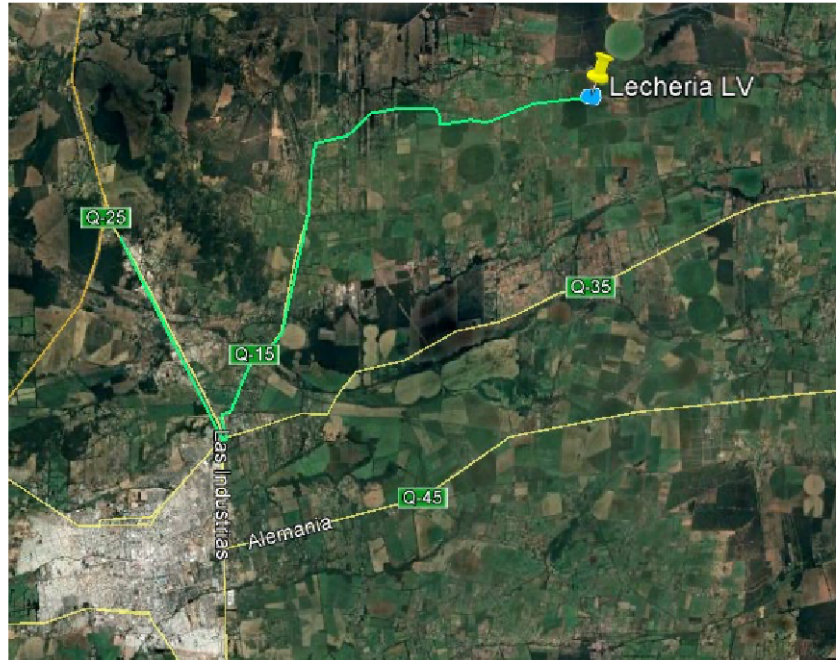 Lecheria LV
Q-25
Q-35
Q-15
Las Industrias
Q-45
Alemania